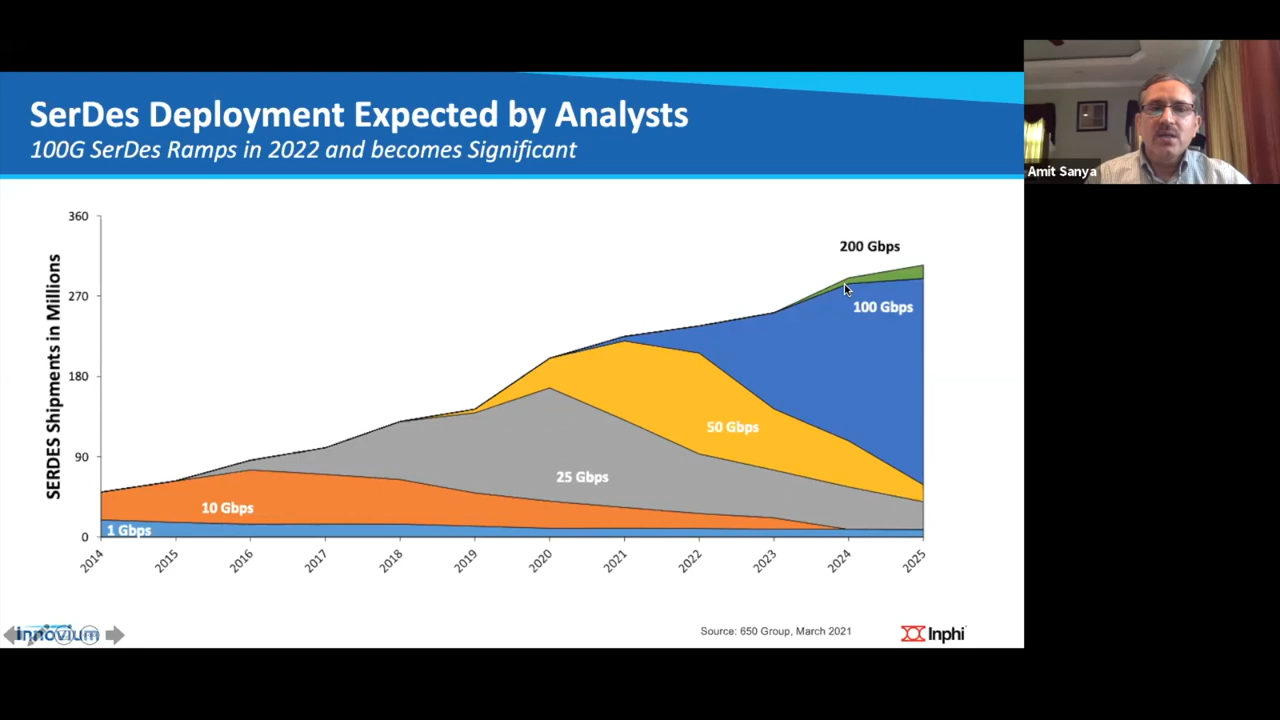 SerDes Deployment Expected by Analysts
100G SerDes Ramps in 2022 and becomes Significant
Amit Sanya
SERDES Shipments in Millions
360
270
180
90
0
200 Gbps
100 Gbps
50 Gbps
25 Gbps
10 Gbps
1 Gbps
2014
2015
2016
2017
2018
2019
2020
2021
2022
2023
2024
2025
innovium
Source: 650 Group, March 2021
Inphi